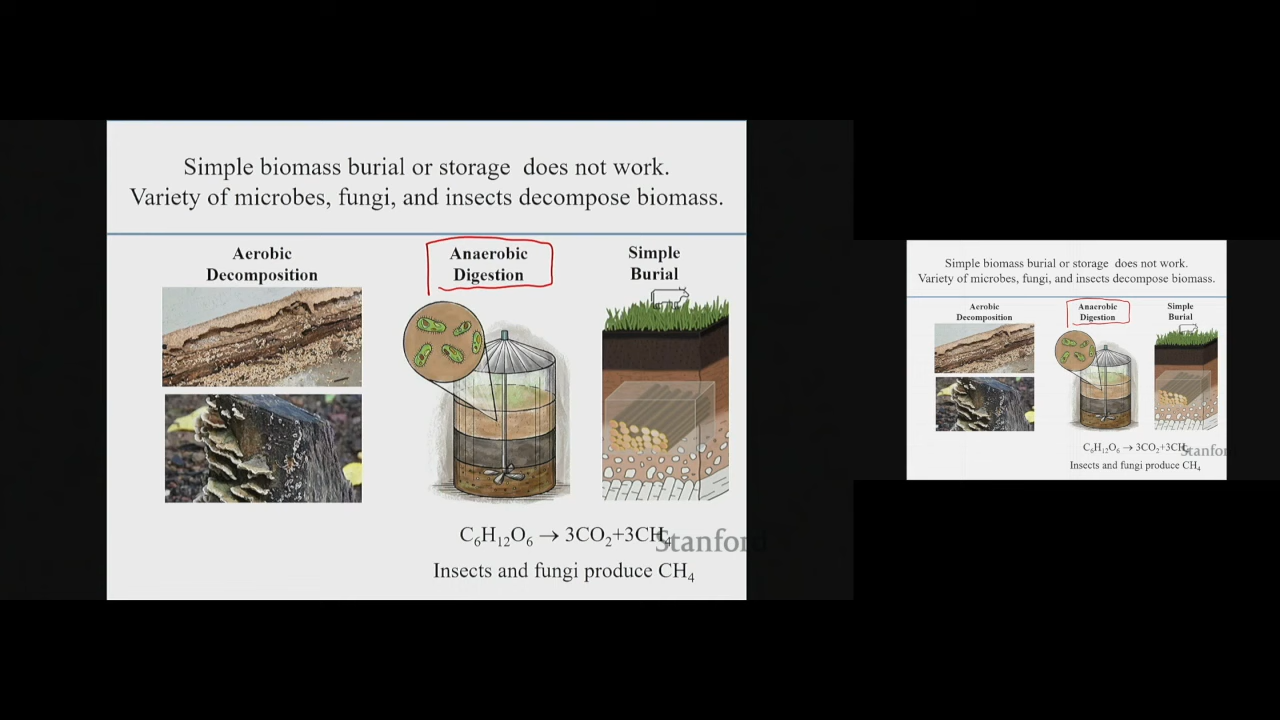 Simple biomass burial or storage does not work.
Variety of microbes, fungi, and insects decompose biomass.
Aerobic
Decomposition
Anaerobic
Digestion
Simple
Burial
C₆H₁₂O₆ → 3CO₂+3CH₄
Insects and fungi produce CH₄
Stanford
Simple biomass burial or storage does not work.
Variety of microbes, fungi, and insects decompose biomass.
Aerobic
Decomposition
Anaerobic
Digestion
Simple
Burial
C₆H₁₂O₆ → 3CO₂+3CH₄
Insects and fungi produce CH₄
Stanford